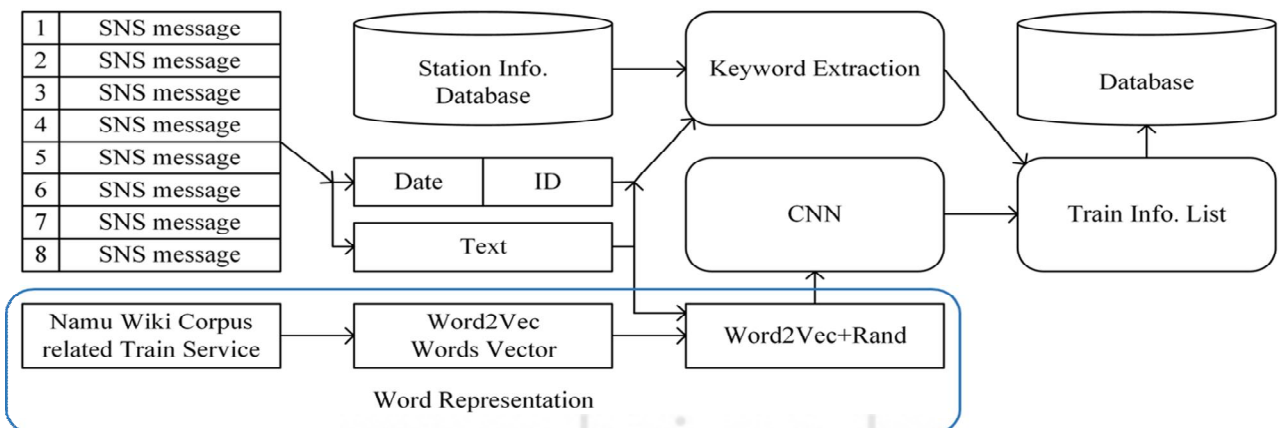 1 SNS message
2 SNS message
3 SNS message
4 SNS message
5 SNS message
6 SNS message
7 SNS message
8 SNS message
Station Info.
Database
Keyword Extraction
Database
Date ID
Text
CNN
Train Info. List
Namu Wiki Corpus
related Train Service
Word2Vec
Words Vector
Word2Vec+Rand
Word Representation